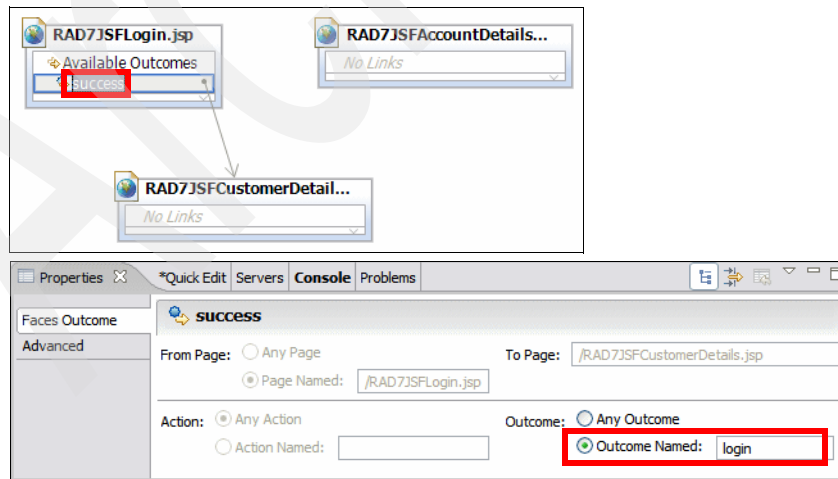 RAD7JSFLogin.jsp
RAD7JSFAccountDetails...
Available Outcomes
No Links
success
RAD7JSFCustomerDetail...
No Links
Properties *Quick Edit Servers Console Problems
Faces Outcome
success
Advanced
From Page: Any Page To Page: /RAD7JSFCustomerDetails.jsp
Page Named: /RAD7JSFLogin.jsp
Action: Any Action Outcome: Any Outcome
Action Named: Outcome Named: login